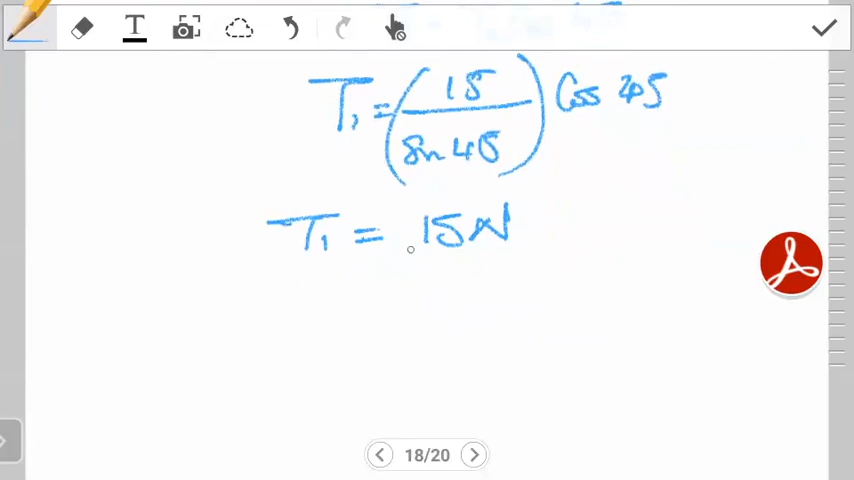 T
T₁ = (15 / Sin 45) Cos 45
T₁ = 15N
18/20